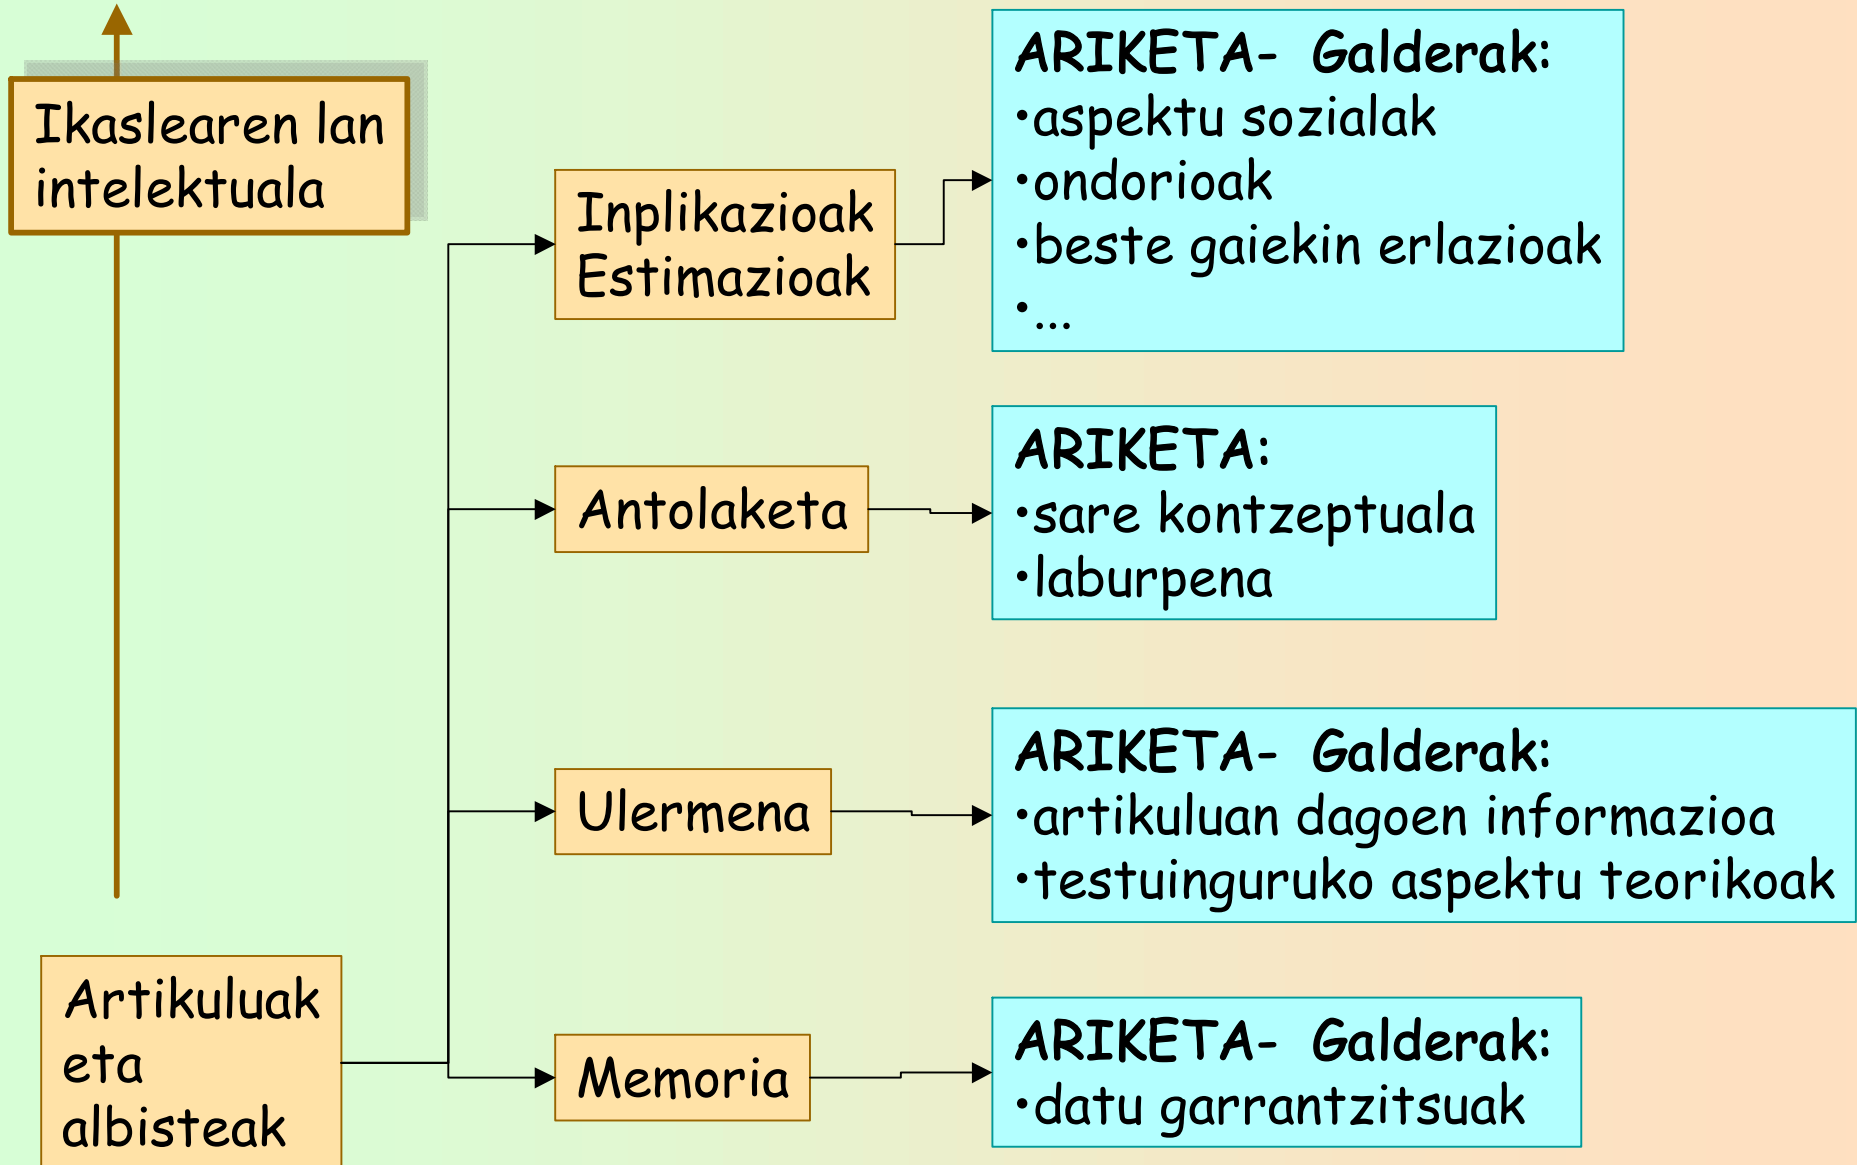 Ikaslearen lan
intelektuala
Inplikazioak
Estimazioak
ARIKETA- Galderak:
•aspektu sozialak
•ondorioak
•beste gaiekin erlazioak
•...
Antolaketa
ARIKETA:
•sare kontzeptuala
•laburpena
Ulermena
ARIKETA- Galderak:
•artikuluan dagoen informazioa
•testuinguruko aspektu teorikoak
Artikuluak
eta
albisteak
Memoria
ARIKETA- Galderak:
•datu garrantzitsuak